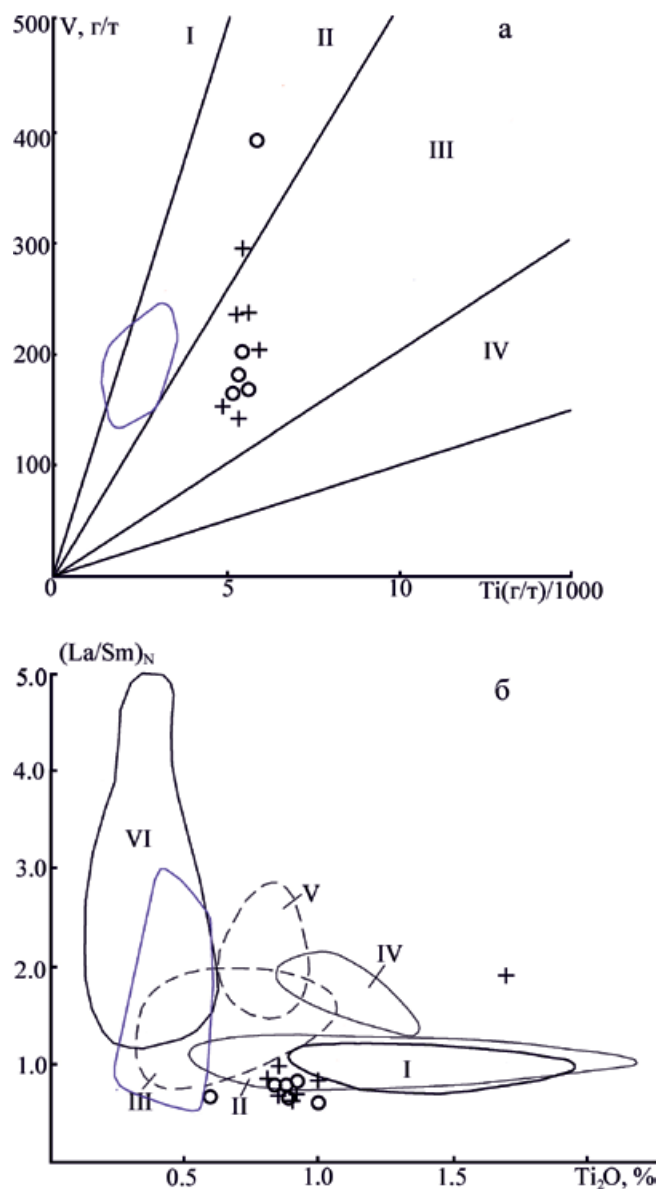 500 V, г/т I II а
400
III
300
200
IV
100
0 5 10 Ti(г/т)/1000
(La/Sm)N
5.0 б
4.0
VI
3.0
V
IV
2.0
1.0
I
III II
0.5 1.0 1.5 Ti₂O, %